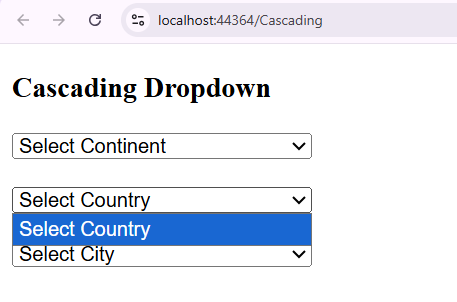 localhost:44364/Cascading
Cascading Dropdown
Select Continent
Select Country
Select Country
Select City